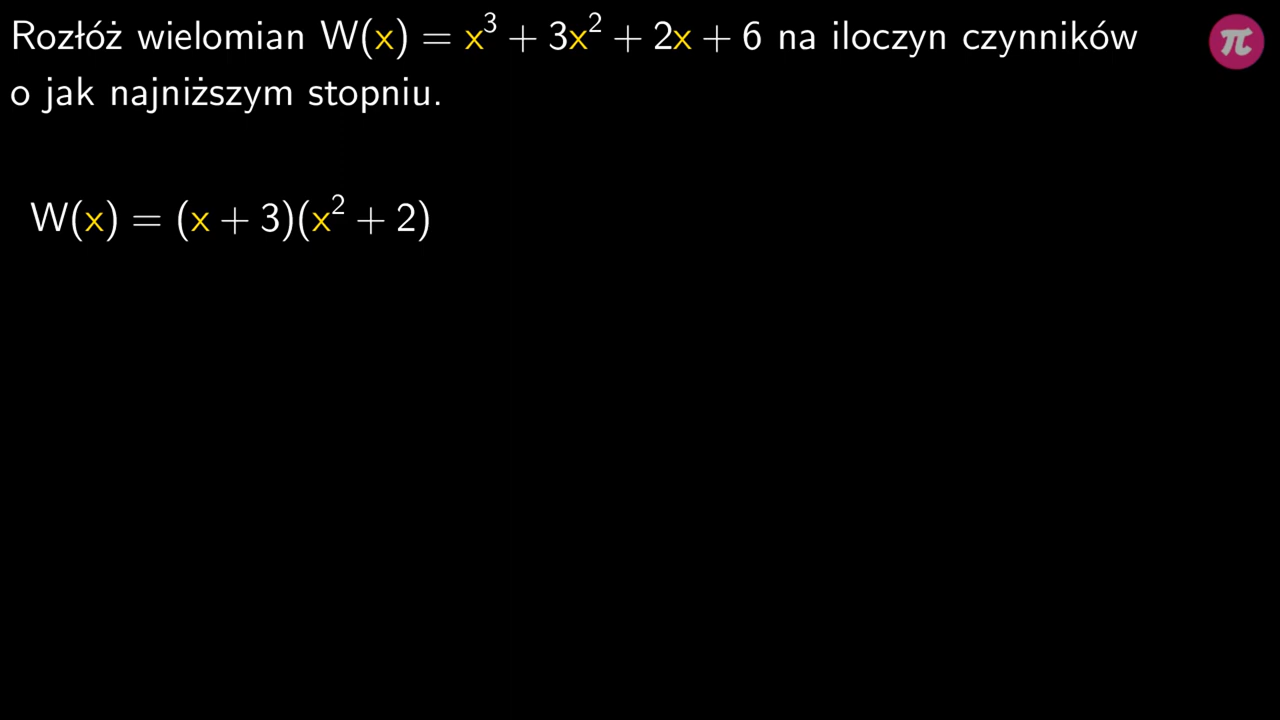 Rozłóż wielomian W(x) = x³ + 3x² + 2x + 6 na iloczyn czynników
o jak najniższym stopniu.
W(x) = (x + 3)(x² + 2)
π